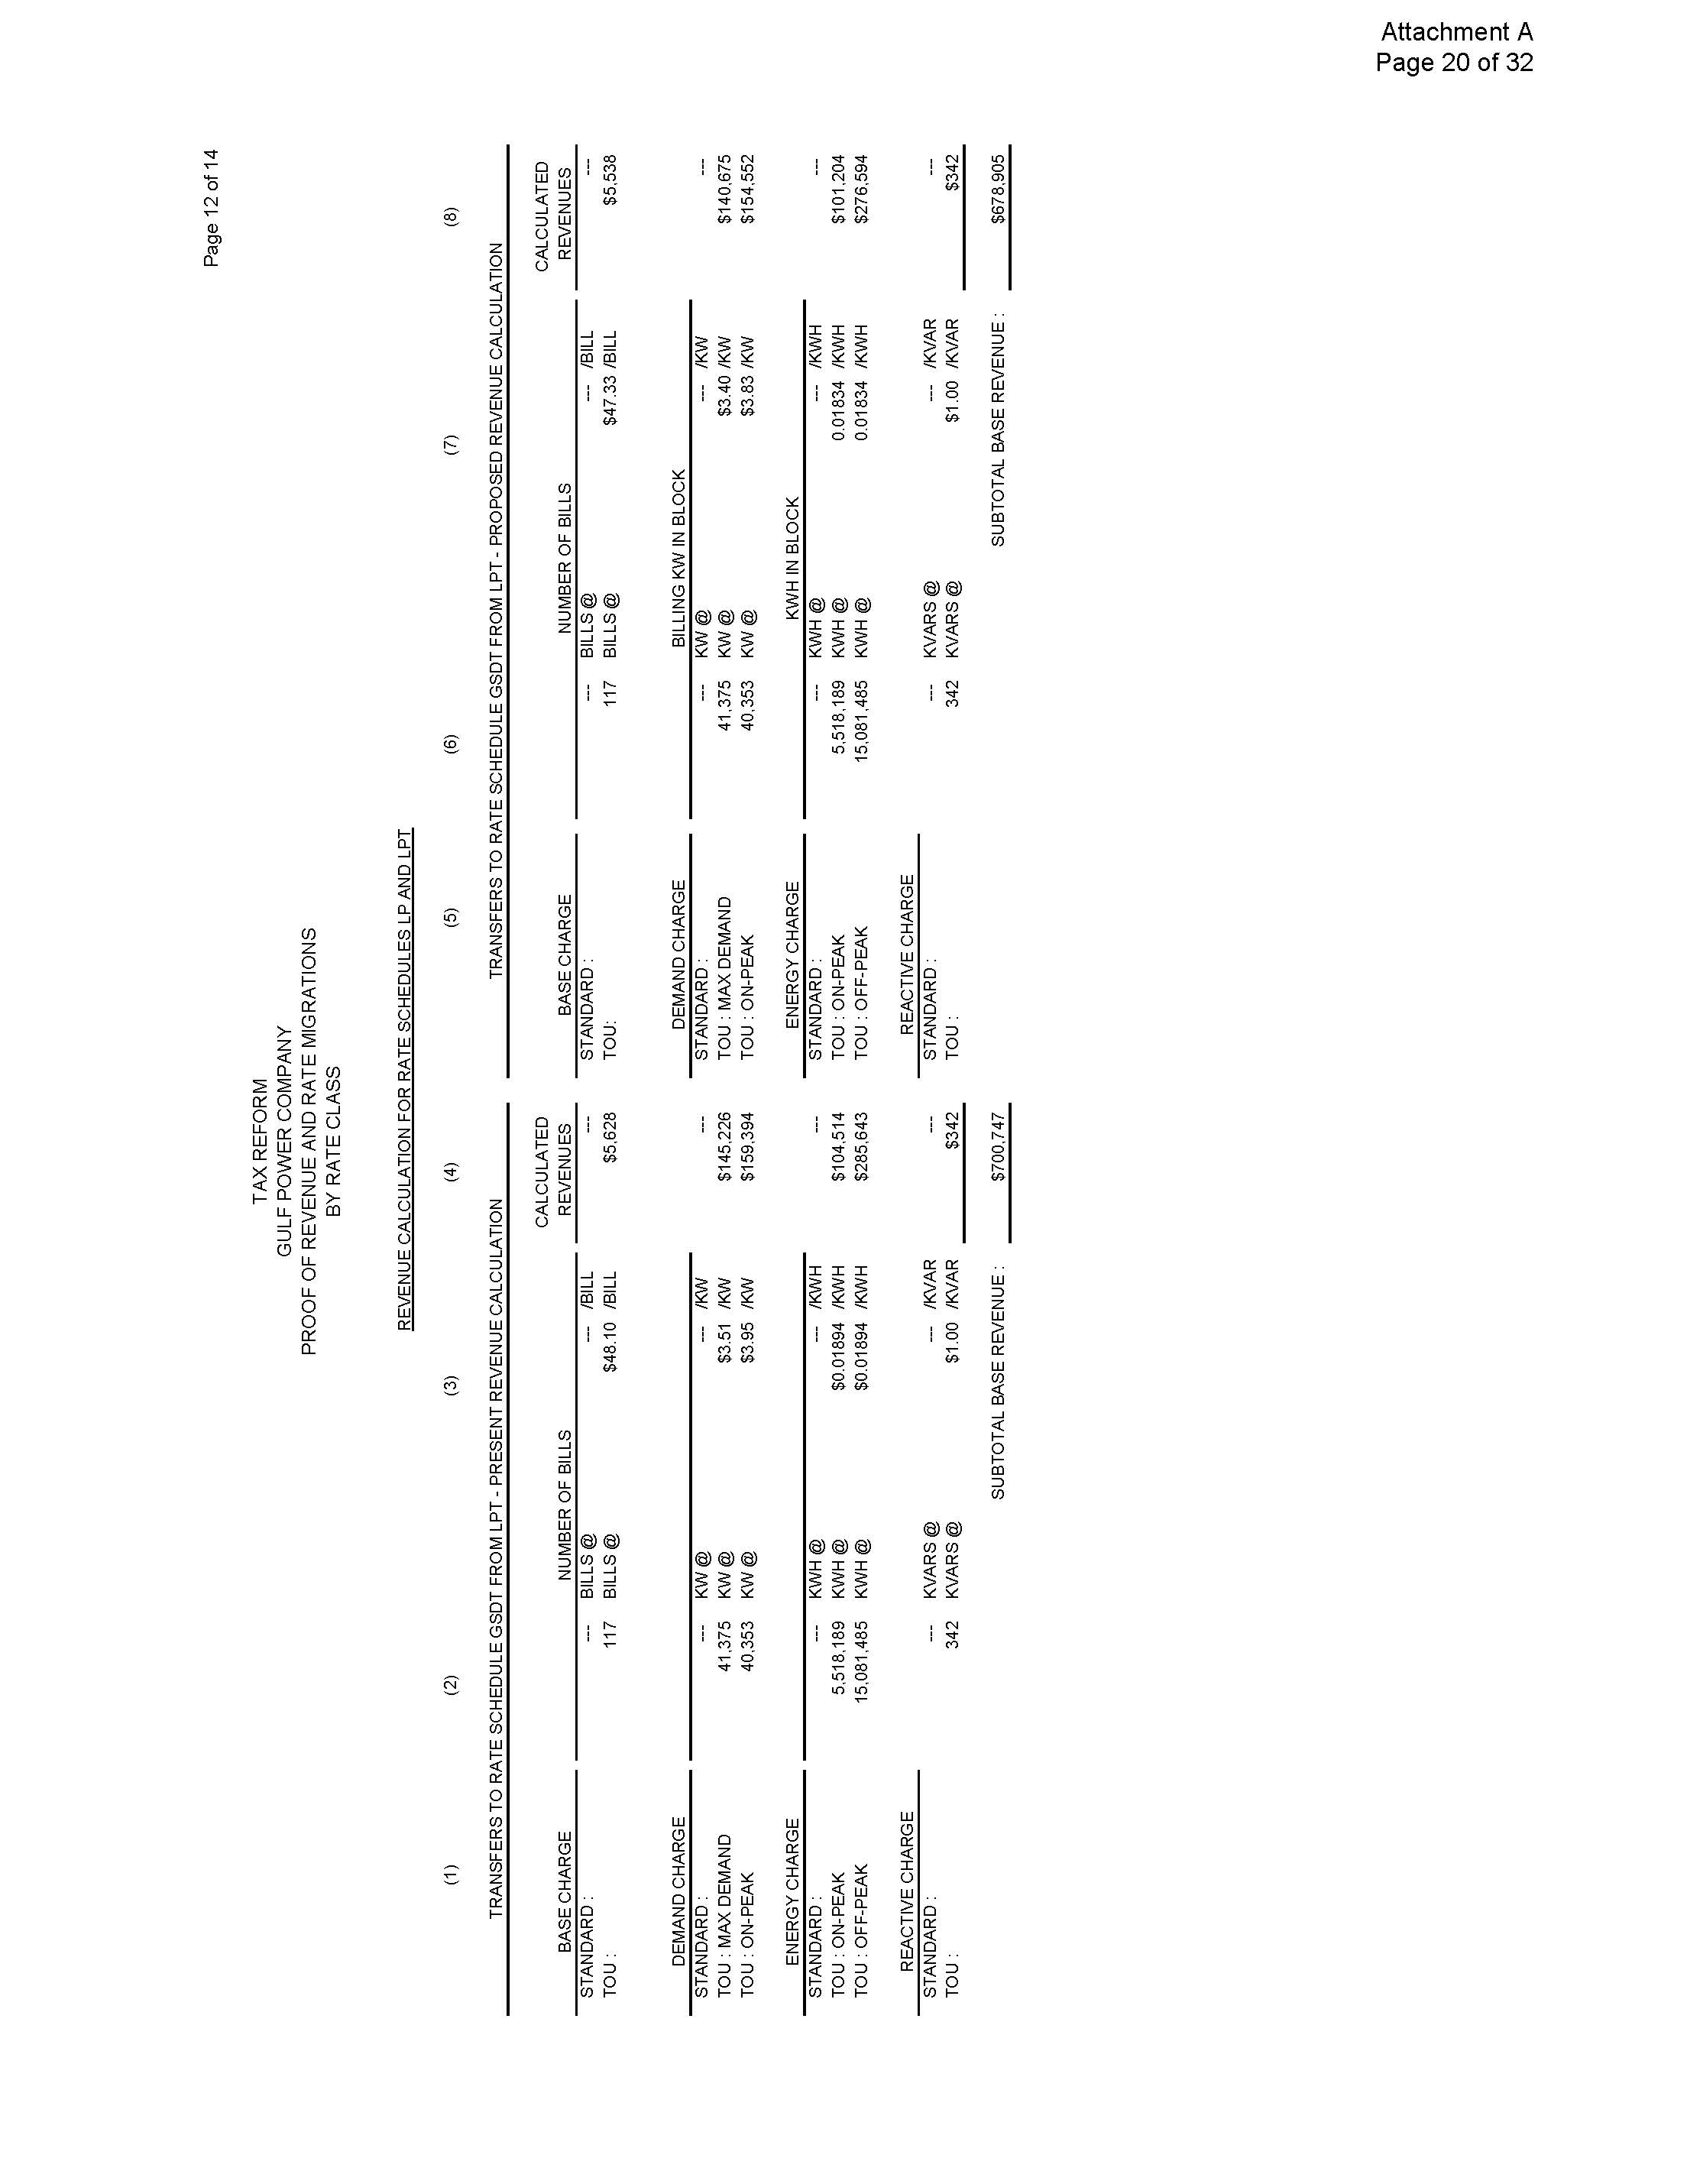 Attachment A
Page 20 of 32
Page 12 of 14
TAX REFORM
GULF POWER COMPANY
PROOF OF REVENUE AND RATE MIGRATIONS
BY RATE CLASS
REVENUE CALCULATION FOR RATE SCHEDULES LP AND LPT
(1) (2) (3) (4) (5) (6) (7) (8)
TRANSFERS TO RATE SCHEDULE GSDT FROM LPT - PRESENT REVENUE CALCULATION TRANSFERS TO RATE SCHEDULE GSDT FROM LPT - PROPOSED REVENUE CALCULATION
CALCULATED CALCULATED
BASE CHARGE NUMBER OF BILLS REVENUES BASE CHARGE NUMBER OF BILLS REVENUES
STANDARD : --- BILLS @ --- /BILL --- STANDARD : --- BILLS @ --- /BILL ---
TOU : 117 BILLS @ $48.10 /BILL $5,628 TOU: 117 BILLS @ $47.33 /BILL $5,538
DEMAND CHARGE DEMAND CHARGE BILLING KW IN BLOCK
STANDARD : --- KW @ --- /KW --- STANDARD : --- KW @ --- /KW ---
TOU : MAX DEMAND 41,375 KW @ $3.51 /KW $145,226 TOU : MAX DEMAND 41,375 KW @ $3.40 /KW $140,675
TOU : ON-PEAK 40,353 KW @ $3.95 /KW $159,394 TOU : ON-PEAK 40,353 KW @ $3.83 /KW $154,552
ENERGY CHARGE ENERGY CHARGE KWH IN BLOCK
STANDARD : --- KWH @ --- /KWH --- STANDARD : --- KWH @ --- /KWH ---
TOU : ON-PEAK 5,518,189 KWH @ $0.01894 /KWH $104,514 TOU : ON-PEAK 5,518,189 KWH @ 0.01834 /KWH $101,204
TOU : OFF-PEAK 15,081,485 KWH @ $0.01894 /KWH $285,643 TOU : OFF-PEAK 15,081,485 KWH @ 0.01834 /KWH $276,594
REACTIVE CHARGE REACTIVE CHARGE
STANDARD : --- KVARS @ --- /KVAR --- STANDARD : --- KVARS @ --- /KVAR ---
TOU : 342 KVARS @ $1.00 /KVAR $342 TOU : 342 KVARS @ $1.00 /KVAR $342
SUBTOTAL BASE REVENUE : $700,747 SUBTOTAL BASE REVENUE : $678,905